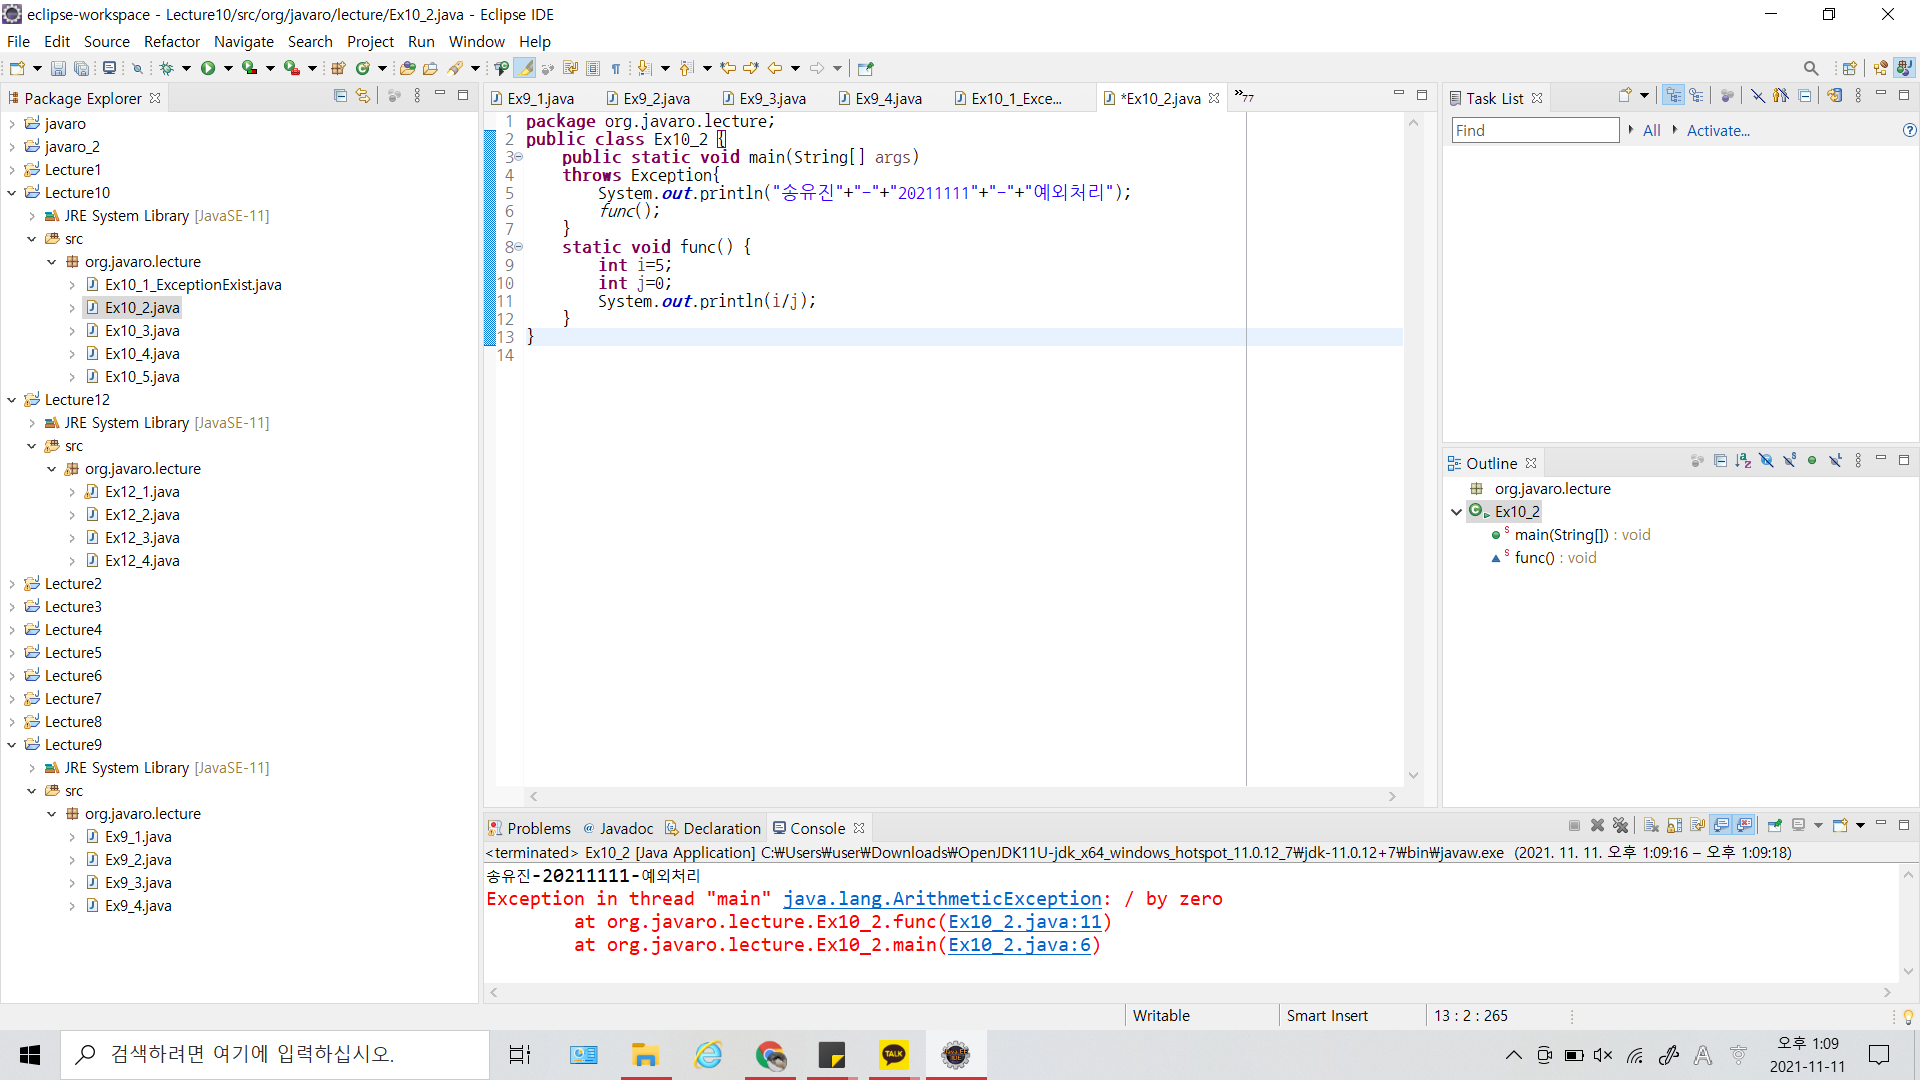 eclipse-workspace - Lecture10/src/org/javaro/lecture/Ex10_2.java - Eclipse IDE
File Edit Source Refactor Navigate Search Project Run Window Help
Package Explorer
javaro
javaro_2
Lecture1
Lecture10
JRE System Library [JavaSE-11]
src
org.javaro.lecture
Ex10_1_ExceptionExist.java
Ex10_2.java
Ex10_3.java
Ex10_4.java
Ex10_5.java
Lecture12
JRE System Library [JavaSE-11]
src
org.javaro.lecture
Ex12_1.java
Ex12_2.java
Ex12_3.java
Ex12_4.java
Lecture2
Lecture3
Lecture4
Lecture5
Lecture6
Lecture7
Lecture8
Lecture9
JRE System Library [JavaSE-11]
src
org.javaro.lecture
Ex9_1.java
Ex9_2.java
Ex9_3.java
Ex9_4.java
Ex9_1.java Ex9_2.java Ex9_3.java Ex9_4.java Ex10_1_Exce... *Ex10_2.java »77
1 package org.javaro.lecture;
2 public class Ex10_2 {
3 public static void main(String[] args)
4 throws Exception{
5 System.out.println("송유진"+"-"+"20211111"+"-"+"예외처리");
6 func();
7 }
8 static void func() {
9 int i=5;
10 int j=0;
11 System.out.println(i/j);
12 }
13 }
14
Task List
Find All Activate...
Outline
org.javaro.lecture
Ex10_2
main(String[]) : void
func() : void
Problems @ Javadoc Declaration Console
<terminated> Ex10_2 [Java Application] C:₩Users₩user₩Downloads₩OpenJDK11U-jdk_x64_windows_hotspot_11.0.12_7₩jdk-11.0.12+7₩bin₩javaw.exe (2021. 11. 11. 오후 1:09:16 – 오후 1:09:18)
송유진-20211111-예외처리
Exception in thread "main" java.lang.ArithmeticException: / by zero
at org.javaro.lecture.Ex10_2.func(Ex10_2.java:11)
at org.javaro.lecture.Ex10_2.main(Ex10_2.java:6)
Writable Smart Insert 13 : 2 : 265
검색하려면 여기에 입력하십시오.
TALK
A
오후 1:09
2021-11-11